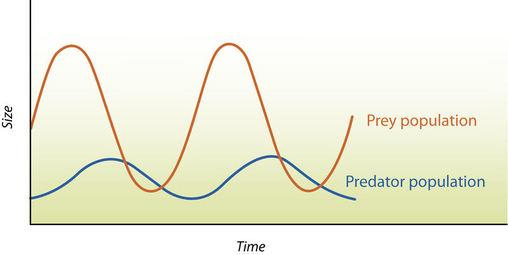 Size
Prey population
Predator population
Time